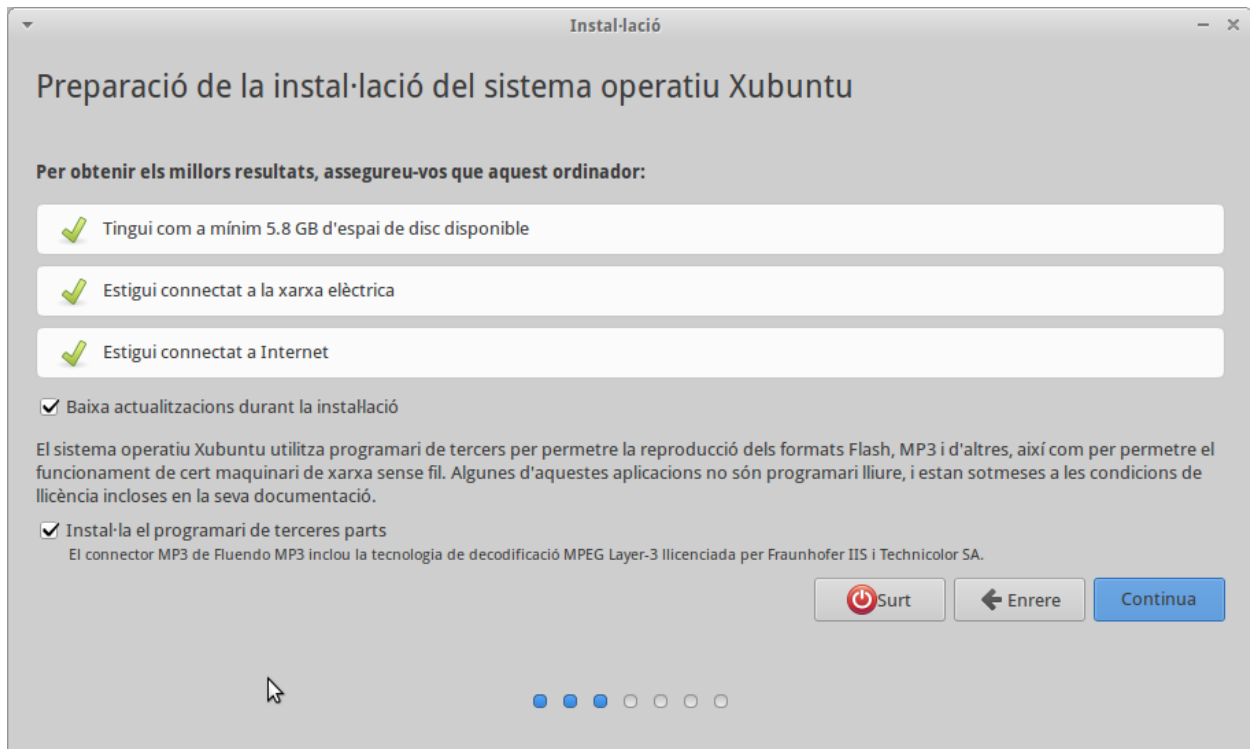 Instal·lació
Preparació de la instal·lació del sistema operatiu Xubuntu
Per obtenir els millors resultats, assegureu-vos que aquest ordinador:
Tingui com a mínim 5.8 GB d'espai de disc disponible
Estigui connectat a la xarxa elèctrica
Estigui connectat a Internet
Baixa actualitzacions durant la instaŀlació
El sistema operatiu Xubuntu utilitza programari de tercers per permetre la reproducció dels formats Flash, MP3 i d'altres, així com per permetre el
funcionament de cert maquinari de xarxa sense fil. Algunes d'aquestes aplicacions no són programari lliure, i estan sotmeses a les condicions de
llicència incloses en la seva documentació.
Instal·la el programari de terceres parts
El connector MP3 de Fluendo MP3 inclou la tecnologia de decodificació MPEG Layer-3 llicenciada per Fraunhofer IIS i Technicolor SA.
Surt Enrere Continua